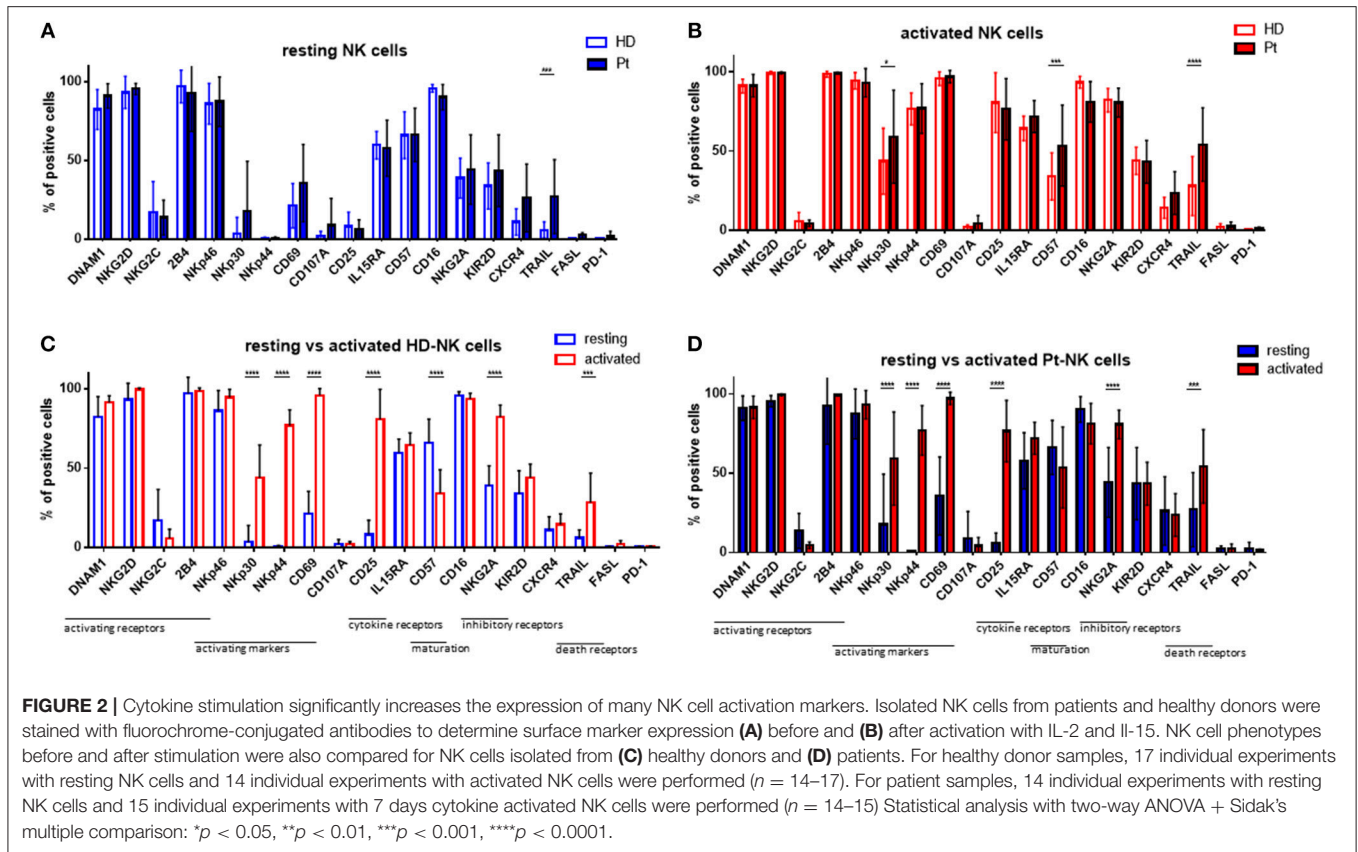 A
resting NK cells
HD
Pt
% of positive cells
100
50
0
DNAM1
NKG2D
NKG2C
2B4
NKp46
NKp30
NKp44
CD69
CD107A
CD25
IL15RA
CD57
CD16
NKG2A
KIR2D
CXCR4
TRAIL
FASL
PD-1
B
activated NK cells
HD
Pt
*
***
****
% of positive cells
100
50
0
DNAM1
NKG2D
NKG2C
2B4
NKp46
NKp30
NKp44
CD69
CD107A
CD25
IL15RA
CD57
CD16
NKG2A
KIR2D
CXCR4
TRAIL
FASL
PD-1
C
resting vs activated HD-NK cells
resting
activated
****
****
****
****
****
****
***
% of positive cells
100
50
0
DNAM1
NKG2D
NKG2C
2B4
NKp46
NKp30
NKp44
CD69
CD107A
CD25
IL15RA
CD57
CD16
NKG2A
KIR2D
CXCR4
TRAIL
FASL
PD-1
activating receptors
activating markers
cytokine receptors
maturation
inhibitory receptors
death receptors
D
resting vs activated Pt-NK cells
resting
activated
****
****
****
****
****
***
% of positive cells
100
50
0
DNAM1
NKG2D
NKG2C
2B4
NKp46
NKp30
NKp44
CD69
CD107A
CD25
IL15RA
CD57
CD16
NKG2A
KIR2D
CXCR4
TRAIL
FASL
PD-1
activating receptors
activating markers
cytokine receptors
maturation
inhibitory receptors
death receptors
FIGURE 2 | Cytokine stimulation significantly increases the expression of many NK cell activation markers. Isolated NK cells from patients and healthy donors were
stained with fluorochrome-conjugated antibodies to determine surface marker expression (A) before and (B) after activation with IL-2 and Il-15. NK cell phenotypes
before and after stimulation were also compared for NK cells isolated from (C) healthy donors and (D) patients. For healthy donor samples, 17 individual experiments
with resting NK cells and 14 individual experiments with activated NK cells were performed (n = 14–17). For patient samples, 14 individual experiments with resting
NK cells and 15 individual experiments with 7 days cytokine activated NK cells were performed (n = 14–15) Statistical analysis with two-way ANOVA + Sidak's
multiple comparison: *p < 0.05, **p < 0.01, ***p < 0.001, ****p < 0.0001.